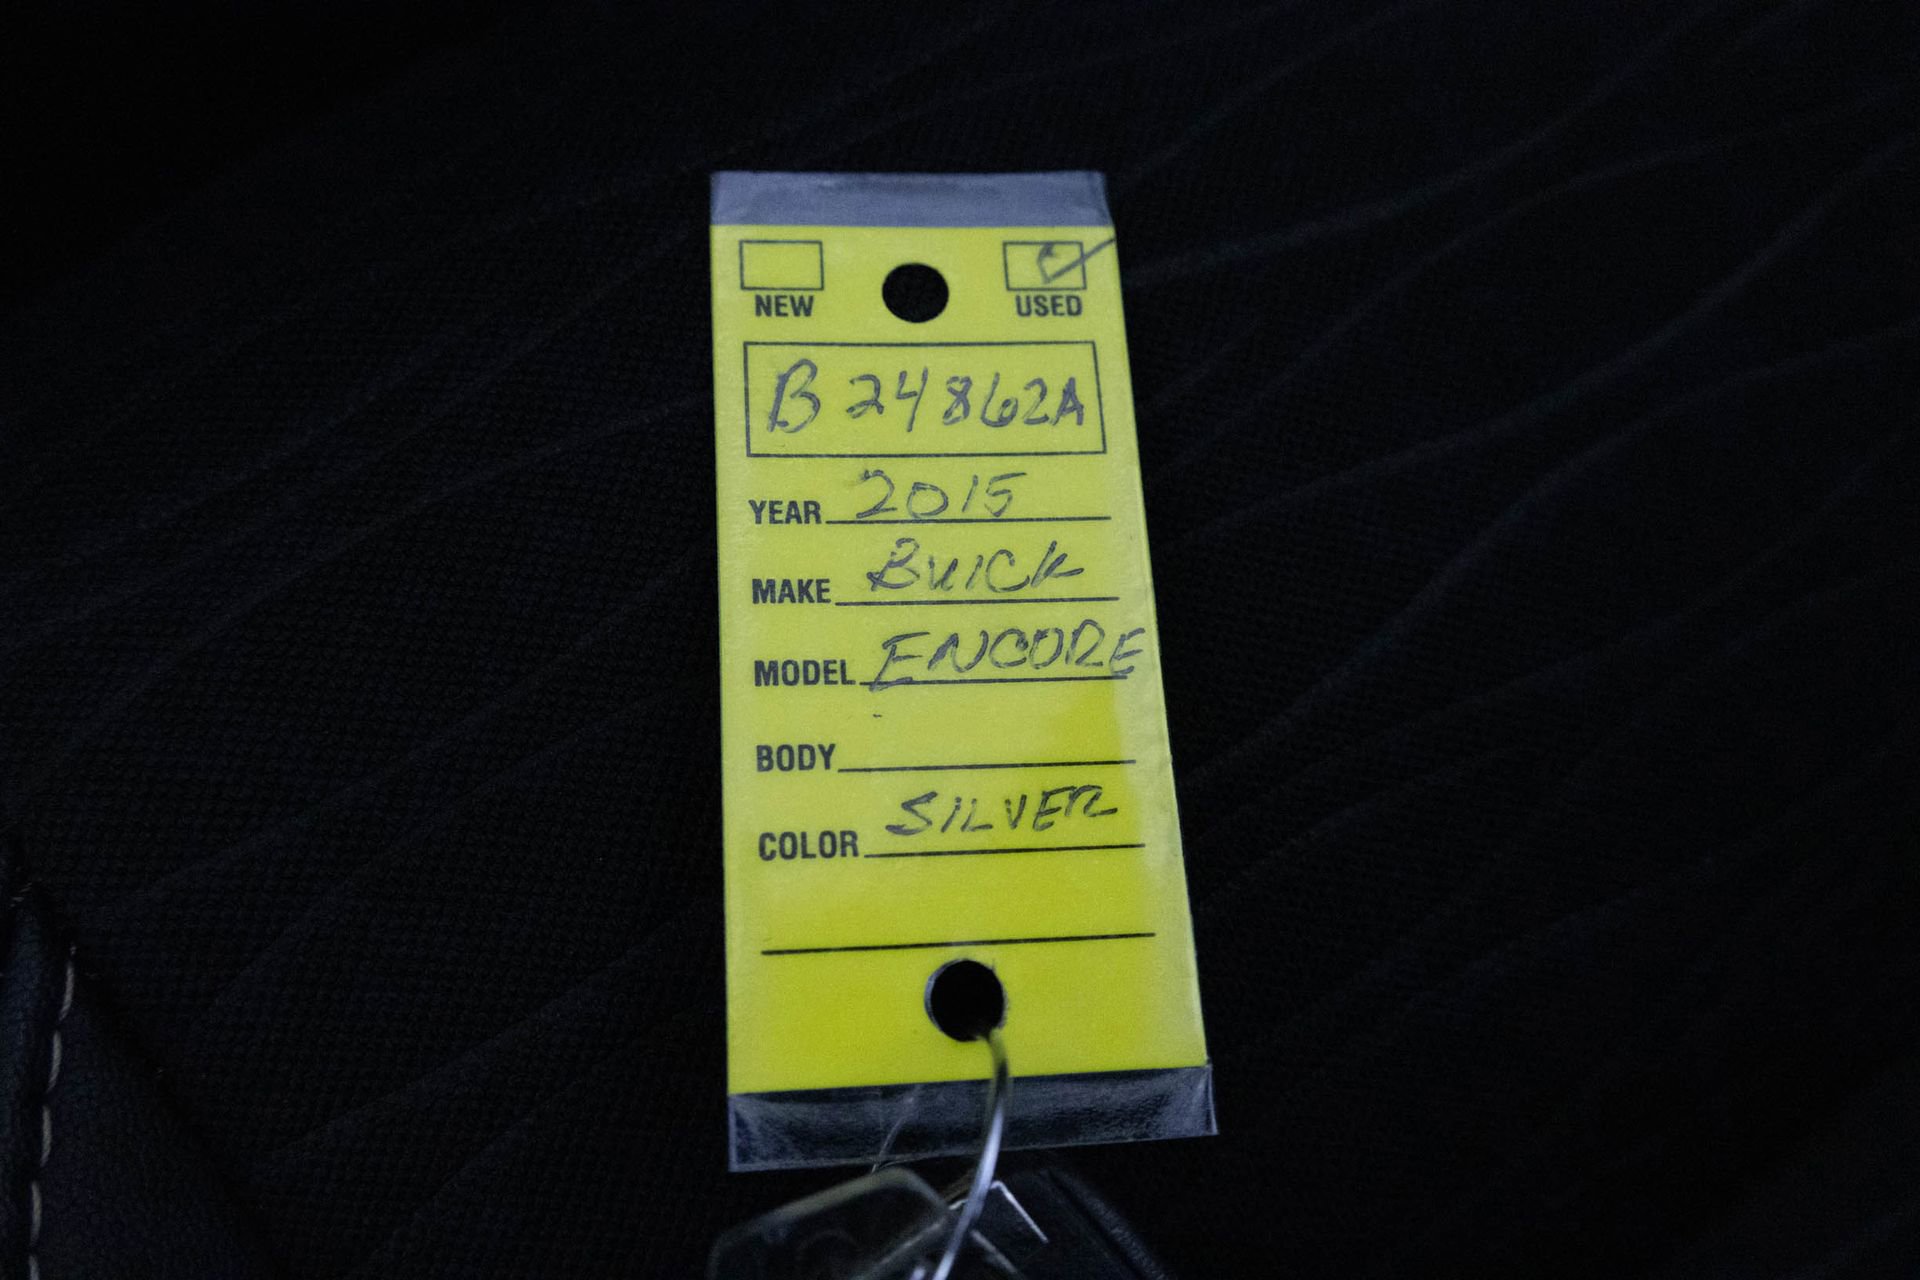 NEW USED
B24862A
YEAR 2015
MAKE BUICK
MODEL ENCORE
BODY
COLOR SILVER